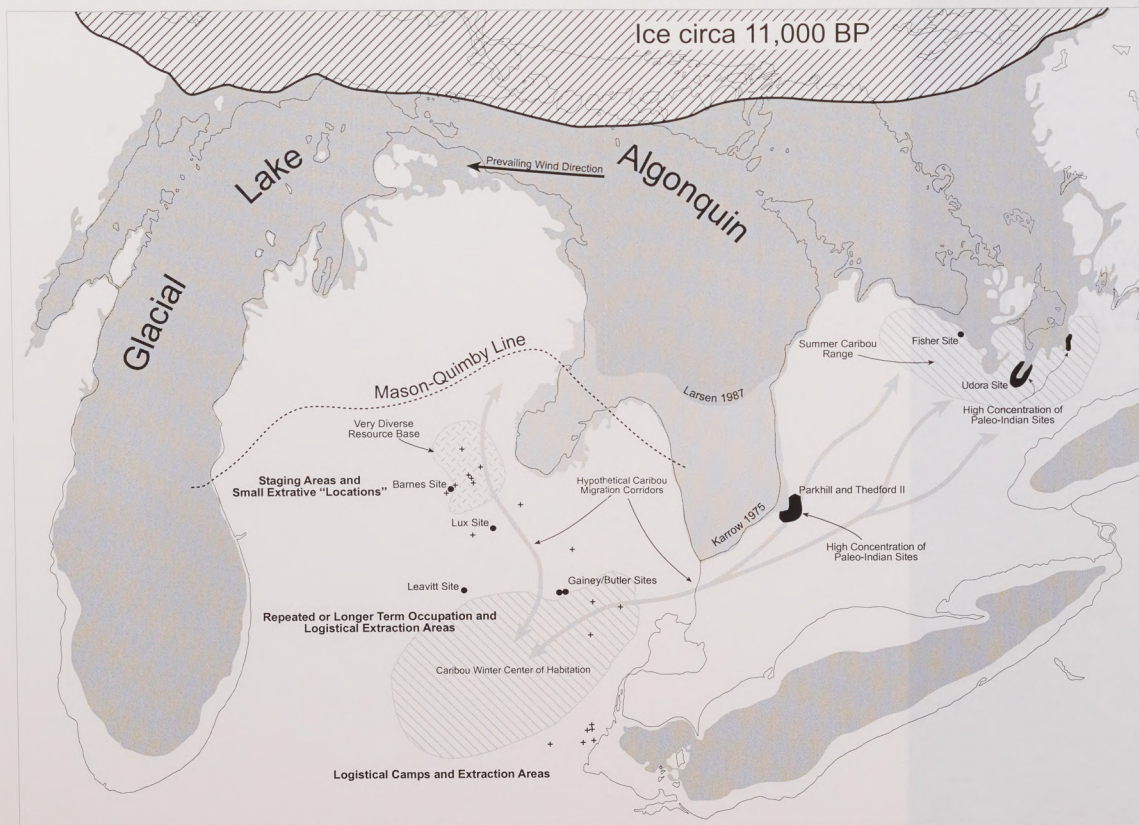 Ice circa 11,000 BP
Glacial
Lake
Algonquin
Prevailing Wind Direction
Summer Caribou
Range
Fisher Site
Udora Site
High Concentration of
Paleo-Indian Sites
Mason-Quimby Line
Larsen 1987
Very Diverse
Resource Base
Staging Areas and
Small Extrative "Locations"
Barnes Site
Hypothetical Caribou
Migration Corridors
Parkhill and Thedford II
Lux Site
Karrow 1975
High Concentration of
Paleo-Indian Sites
Leavitt Site
Gainey/Butler Sites
Repeated or Longer Term Occupation and
Logistical Extraction Areas
Caribou Winter Center of Habitation
Logistical Camps and Extraction Areas